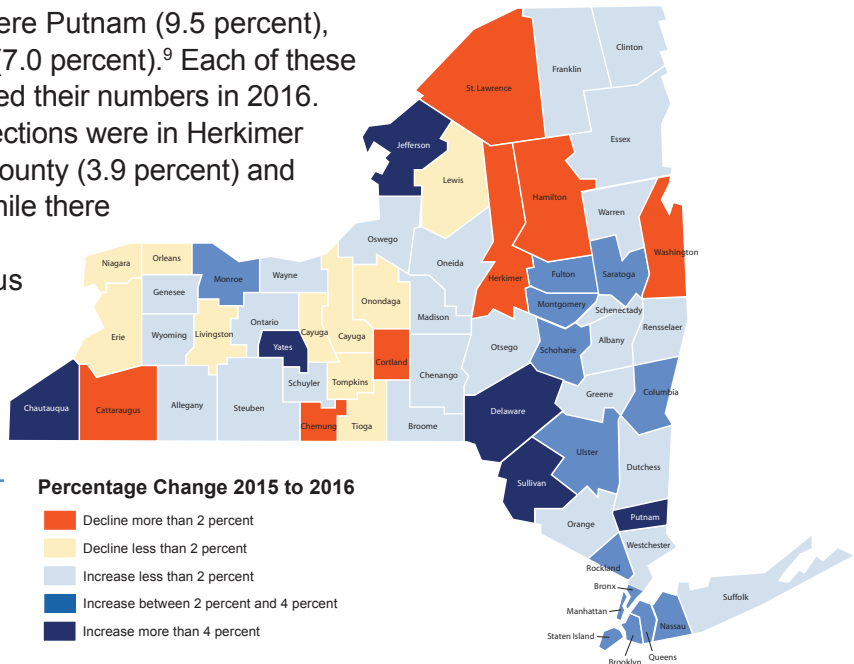 ere Putnam (9.5 percent),
(7.0 percent).⁹ Each of these
ed their numbers in 2016.
ections were in Herkimer
ounty (3.9 percent) and
ile there
us
Clinton
Franklin
St. Lawrence
Essex
Jefferson
Lewis
Hamilton
Warren
Oswego
Washington
Oneida
Orleans
Niagara
Herkimer
Fulton
Saratoga
Monroe
Wayne
Genesee
Onondaga
Montgomery
Schenectady
Madison
Ontario
Rensselaer
Erie
Wyoming
Livingston
Cayuga
Cayuga
Albany
Yates
Otsego
Schoharie
Cortland
Chenango
Schuyler
Tompkins
Columbia
Greene
Chautauqua
Cattaraugus
Allegany
Steuben
Delaware
Chemung
Tioga
Broome
Ulster
Dutchess
Sullivan
Percentage Change 2015 to 2016
Decline more than 2 percent
Decline less than 2 percent
Increase less than 2 percent
Increase between 2 percent and 4 percent
Increase more than 4 percent
Putnam
Orange
Westchester
Rockland
Bronx
Suffolk
Manhattan
Nassau
Staten Island
Queens
Brooklyn